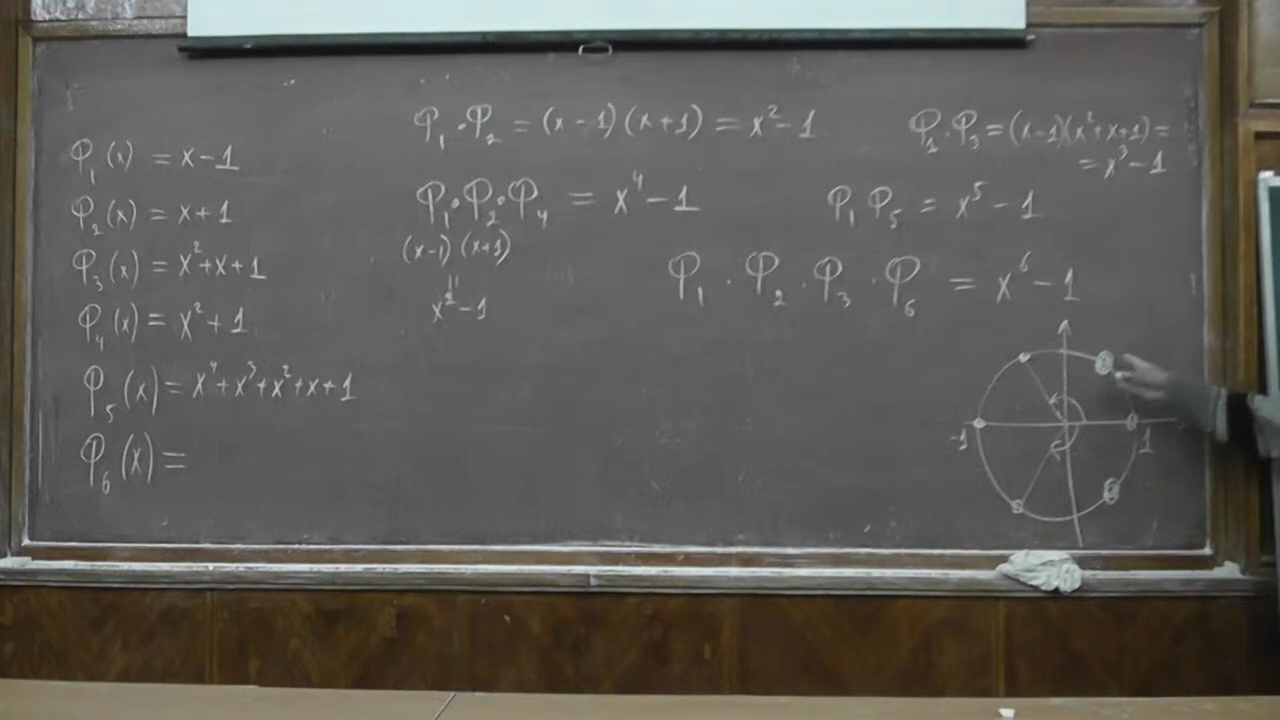 φ₁(x) = x-1
φ₂(x) = x+1
φ₃(x) = x²+x+1
φ₄(x) = x²+1
φ₅(x) = x⁴+x³+x²+x+1
φ₆(x) =
φ₁·φ₂ = (x-1)(x+1) = x²-1
φ₁·φ₂·φ₄ = x⁴-1
(x-1)(x+1)
=
x²-1
φ₁·φ₃ = (x-1)(x²+x+1) =
= x³-1
φ₁ φ₅ = x⁵-1
φ₁·φ₂·φ₃·φ₆ = x⁶-1
-1
1